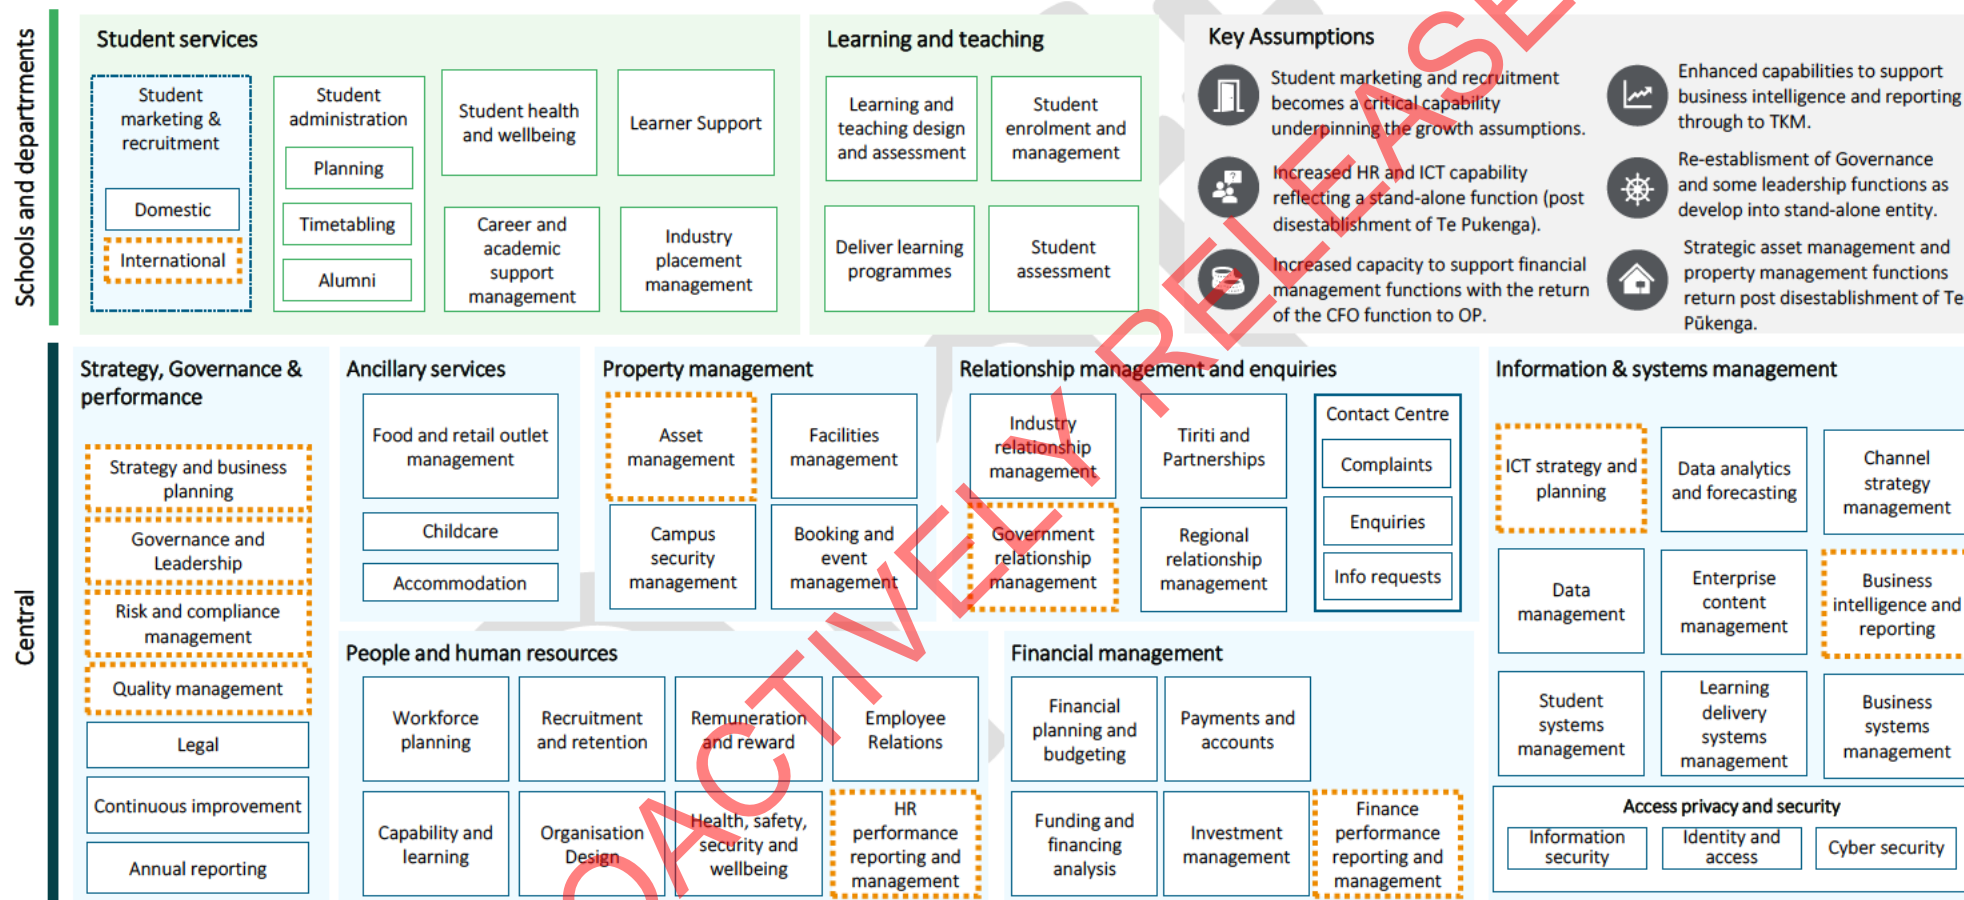 Schools and departrments
Student services
Student
marketing &
recruitment
Domestic
International
Student
administration
Planning
Timetabling
Alumni
Student health
and wellbeing
Learner Support
Career and
academic
support
management
Industry
placement
management
Learning and teaching
Learning and
teaching design
and assessment
Student
enrolment and
management
Deliver learning
programmes
Student
assessment
Key Assumptions
Student marketing and recruitment
becomes a critical capability
underpinning the growth assumptions.
Increased HR and ICT capability
reflecting a stand-alone function (post
disestablishment of Te Pukenga).
Increased capacity to support financial
management functions with the return
of the CFO function to OP.
Enhanced capabilities to support
business intelligence and reporting
through to TKM.
Re-establisment of Governance
and some leadership functions as
develop into stand-alone entity.
Strategic asset management and
property management functions
return post disestablishment of Te
Pūkenga.
Central
Strategy, Governance &
performance
Strategy and business
planning
Governance and
Leadership
Risk and compliance
management
Quality management
Legal
Continuous improvement
Annual reporting
Ancillary services
Food and retail outlet
management
Childcare
Accommodation
Property management
Asset
management
Facilities
management
Campus
security
management
Booking and
event
management
Relationship management and enquiries
Industry
relationship
management
Tiriti and
Partnerships
Government
relationship
management
Regional
relationship
management
Contact Centre
Complaints
Enquiries
Info requests
People and human resources
Workforce
planning
Recruitment
and retention
Remuneration
and reward
Employee
Relations
Capability and
learning
Organisation
Design
Health, safety,
security and
wellbeing
HR
performance
reporting and
management
Financial management
Financial
planning and
budgeting
Payments and
accounts
Funding and
financing
analysis
Investment
management
Finance
performance
reporting and
management
Information & systems management
ICT strategy and
planning
Data analytics
and forecasting
Channel
strategy
management
Data
management
Enterprise
content
management
Business
intelligence and
reporting
Student
systems
management
Learning
delivery
systems
management
Business
systems
management
Access privacy and security
Information
security
Identity and
access
Cyber security
OACTIVELY RELEASE